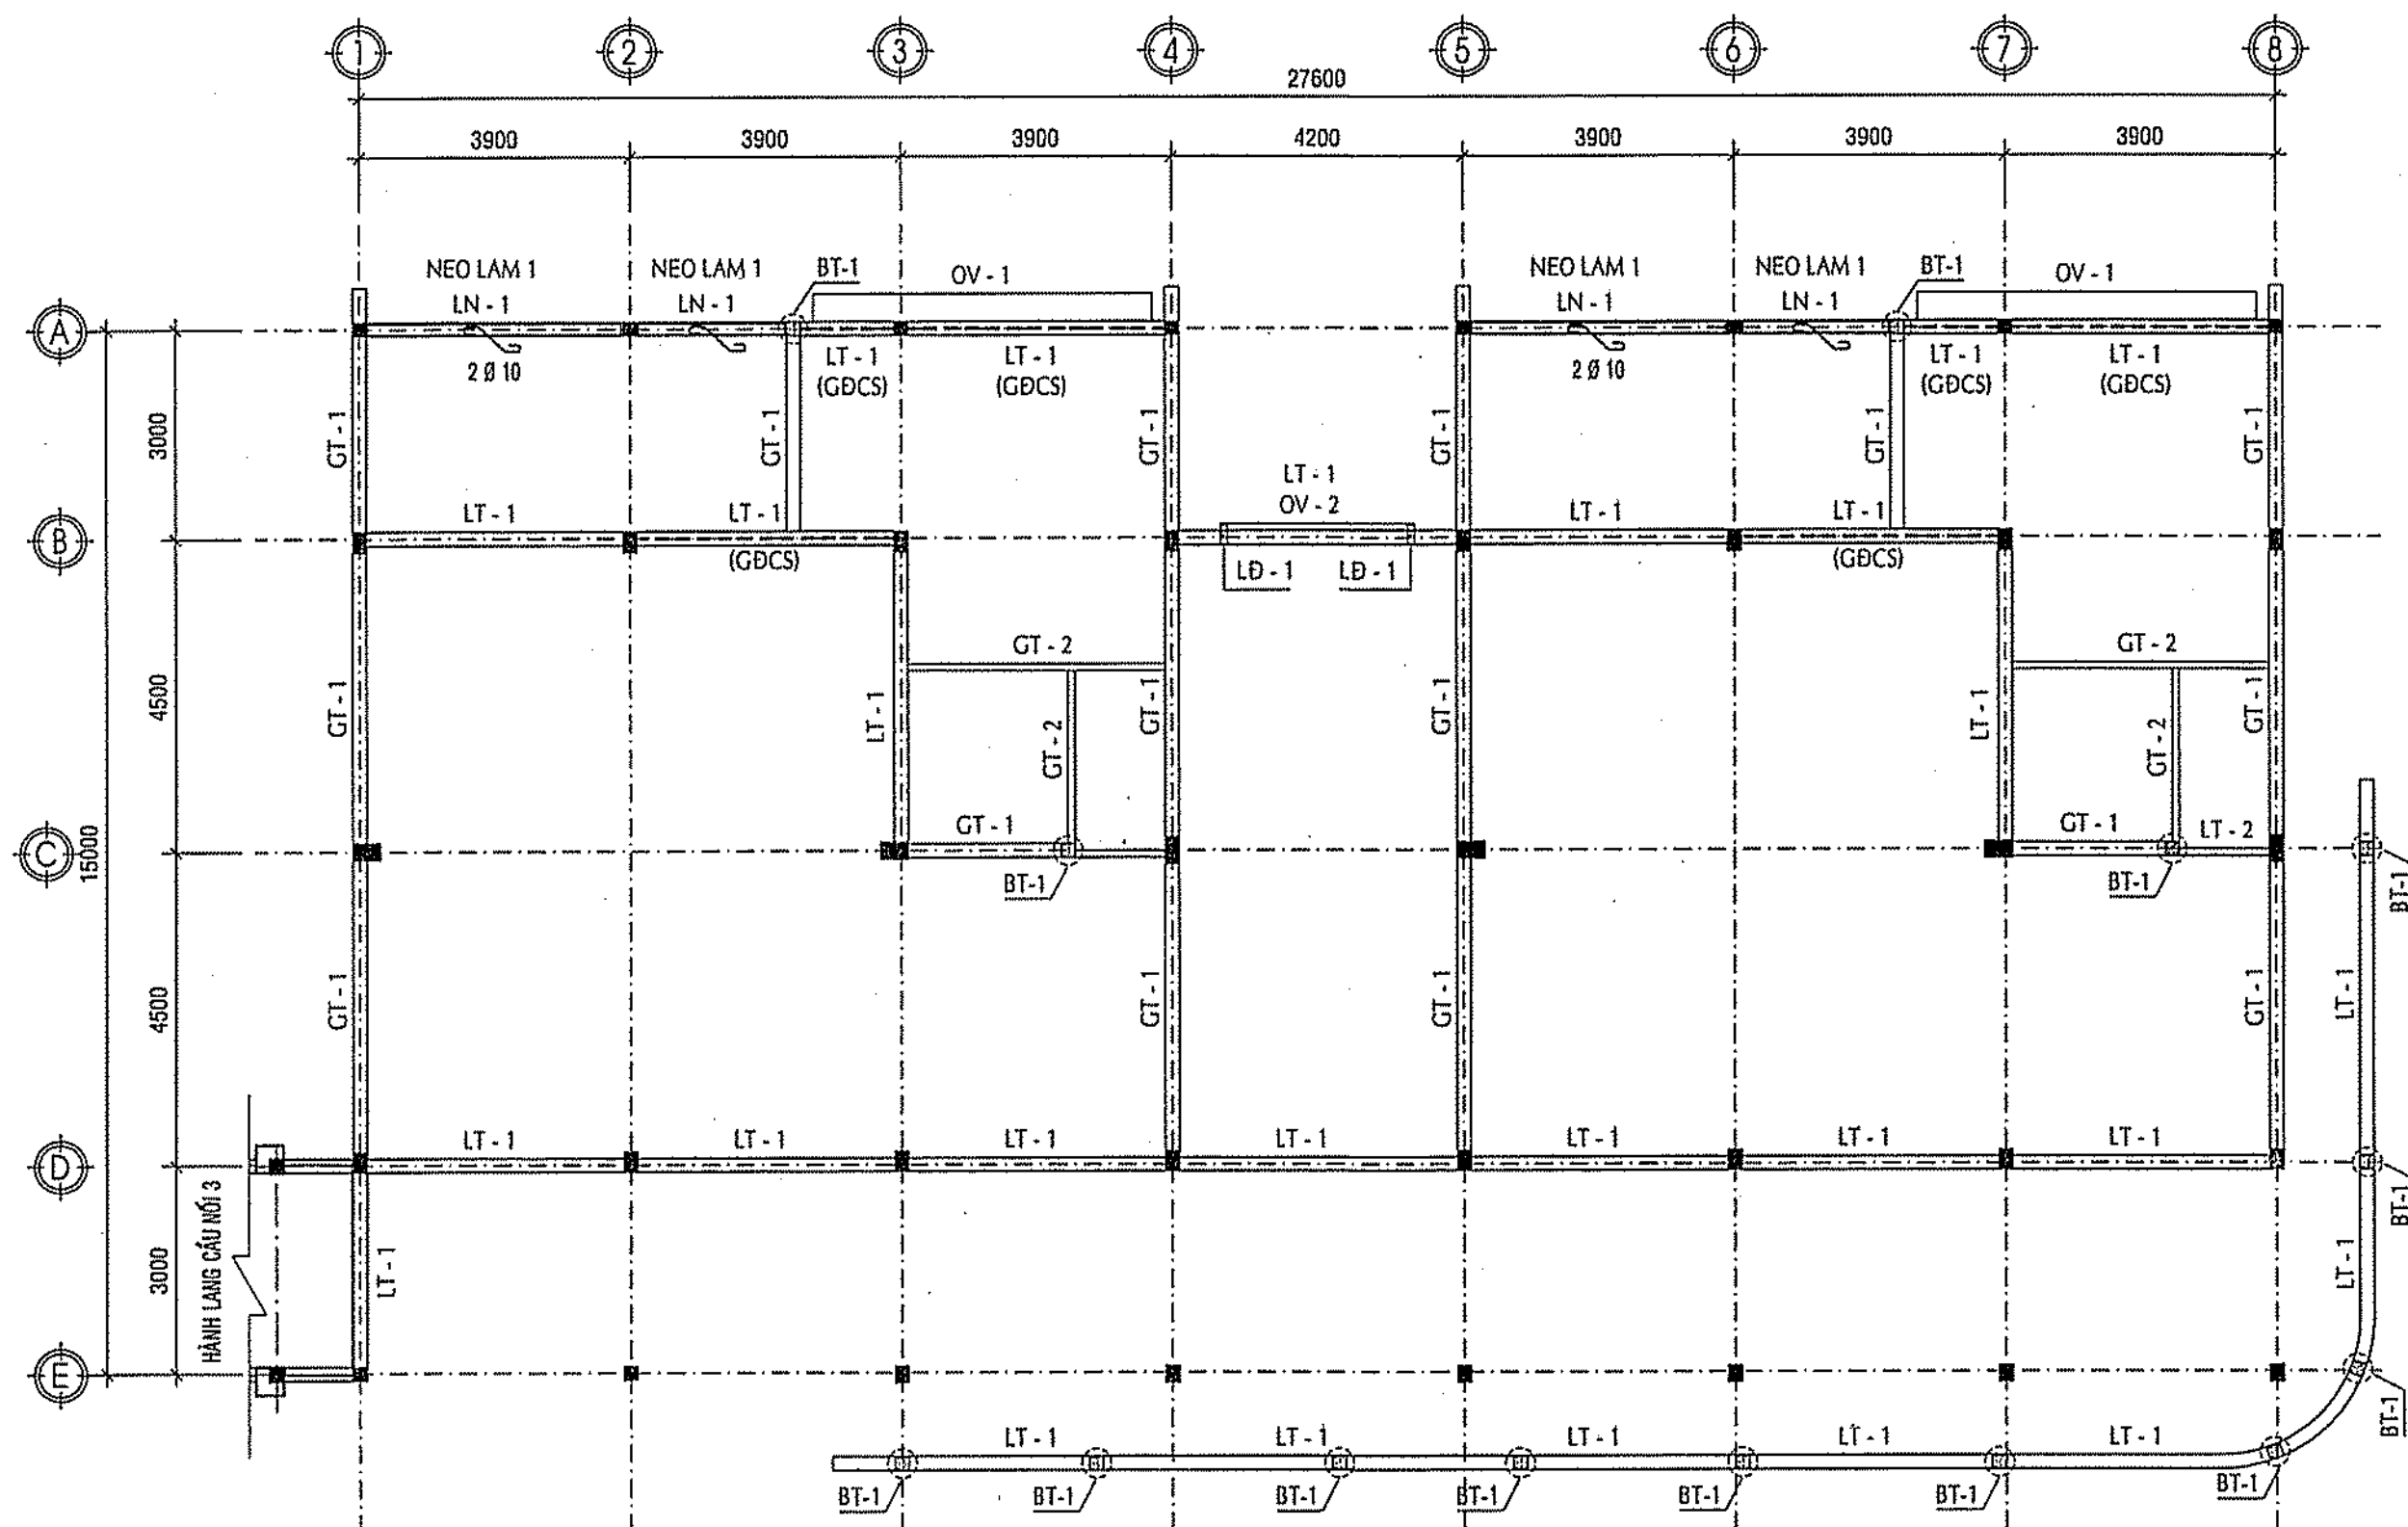 1 2 3 4 5 6 7 8
27600
3900 3900 3900 4200 3900 3900 3900
NEO LAM 1 NEO LAM 1 BT-1 OV - 1 NEO LAM 1 NEO LAM 1 BT-1 OV - 1
LN - 1 LN - 1 LN - 1 LN - 1
A
LT - 1 LT - 1 LT - 1 LT - 1
2 Ø 10 (GĐCS) (GĐCS) 2 Ø 10 (GĐCS) (GĐCS)
3000 GT - 1 GT - 1 GT - 1 GT - 1 GT - 1 GT - 1
LT - 1
OV - 2
LT - 1 LT - 1 LT - 1 LT - 1
B
(GĐCS) (GĐCS)
LĐ - 1 LĐ - 1
GT - 2 GT - 2
4500 GT - 1 LT - 1 GT - 1 GT - 1 LT - 1 GT - 1
GT - 2 GT - 2
GT - 1 GT - 1 LT - 2
C
15000
BT-1 BT-1 BT-1
4500 GT - 1 GT - 1 GT - 1 GT - 1 LT - 1
LT - 1 LT - 1 LT - 1 LT - 1 LT - 1 LT - 1 LT - 1
D
BT-1
HÀNH LANG CẦU NỐI 3
3000 LT - 1 LT - 1
E
BT-1
LT - 1 LT - 1 LT - 1 LT - 1 LT - 1
BT-1 BT-1 BT-1 BT-1 BT-1 BT-1 BT-1